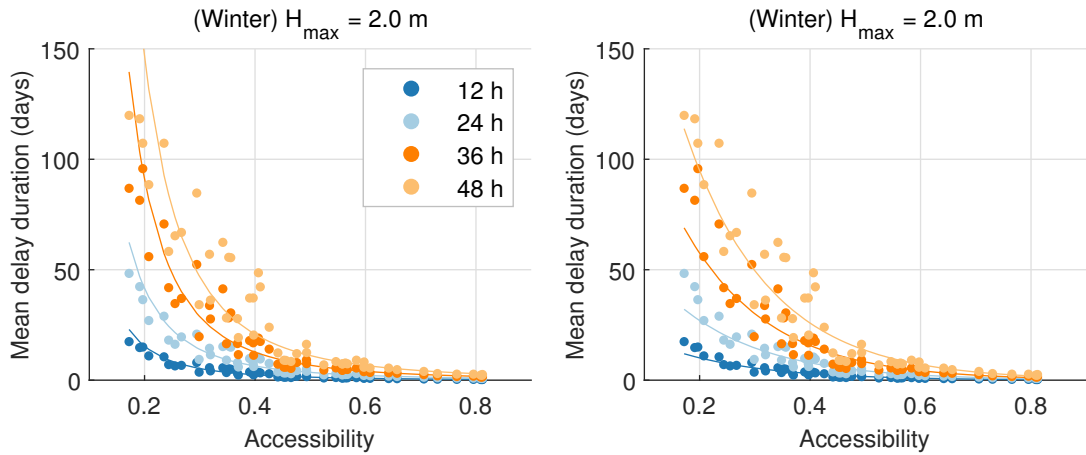 (Winter) H_max = 2.0 m
150
100
50
0
Mean delay duration (days)
0.2 0.4 0.6 0.8
Accessibility
12 h
24 h
36 h
48 h
(Winter) H_max = 2.0 m
150
100
50
0
Mean delay duration (days)
0.2 0.4 0.6 0.8
Accessibility